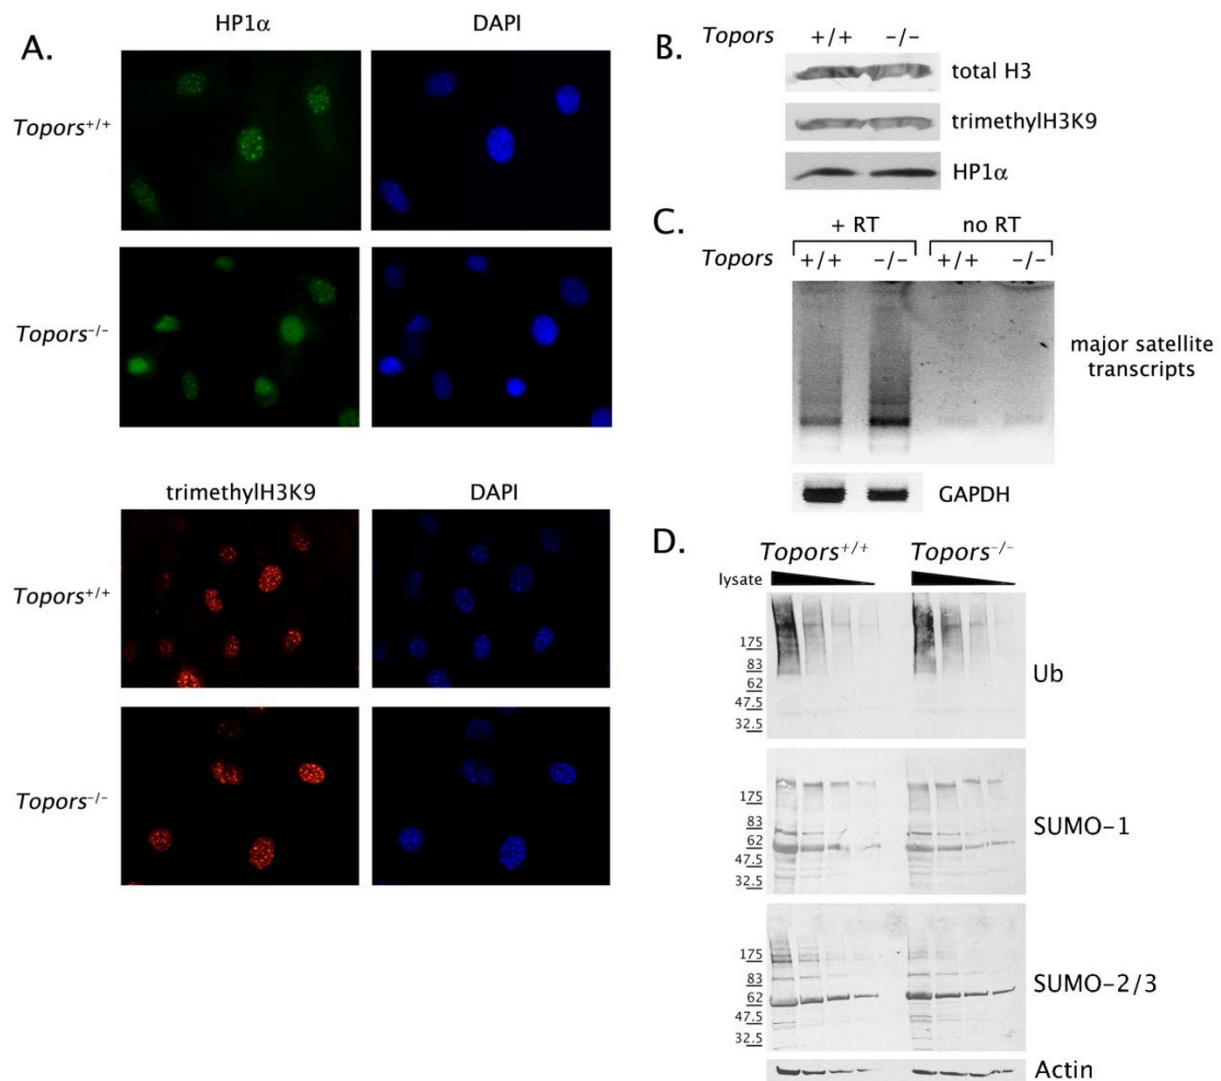 A.
HP1α DAPI
Topors+/+
Topors-/-
trimethylH3K9 DAPI
Topors+/+
Topors-/-
B.
Topors +/+ −/−
total H3
trimethylH3K9
HP1α
C.
+ RT no RT
Topors +/+ −/− +/+ −/−
major satellite
transcripts
GAPDH
D.
Topors+/+ Topors-/-
lysate
175
83
62
47.5
32.5
Ub
175
83
62
47.5
32.5
SUMO-1
175
83
62
47.5
32.5
SUMO-2/3
Actin